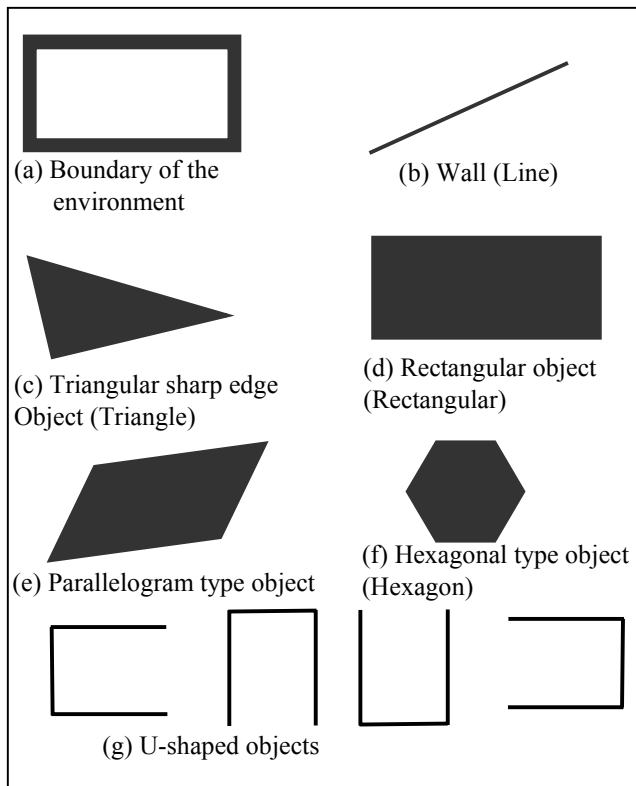 (a) Boundary of the
environment
(b) Wall (Line)
(c) Triangular sharp edge
Object (Triangle)
(d) Rectangular object
(Rectangular)
(e) Parallelogram type object
(f) Hexagonal type object
(Hexagon)
(g) U-shaped objects